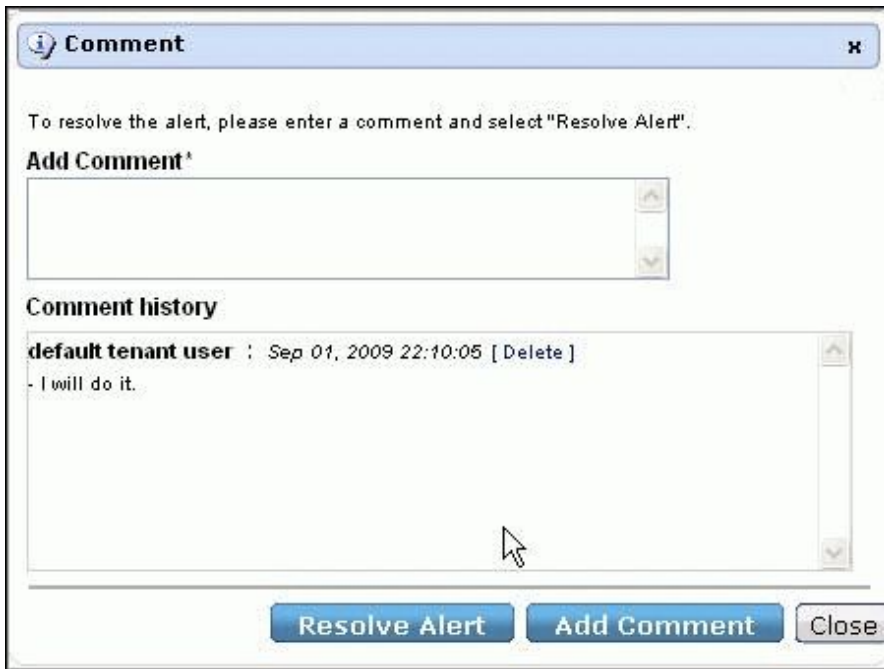 Comment
x
To resolve the alert, please enter a comment and select "Resolve Alert".
Add Comment*
Comment history
default tenant user : Sep 01, 2009 22:10:05 [ Delete ]
- I will do it.
Resolve Alert Add Comment Close